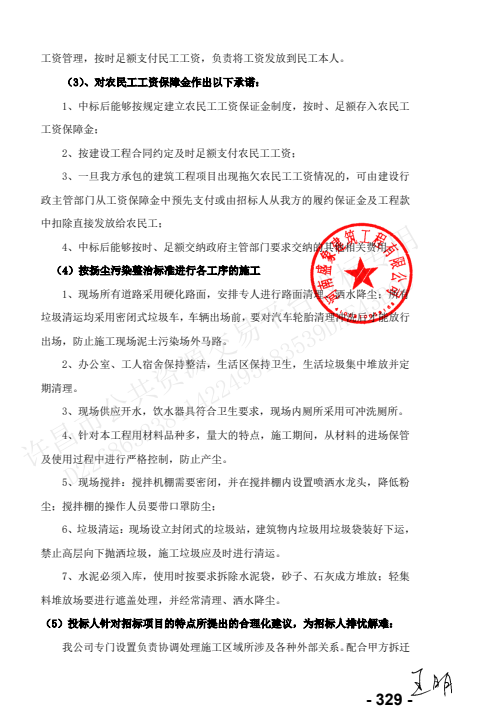 工资管理，按时足额支付民工工资，负责将工资发放到民工本人。
（3）、对农民工工资保障金作出以下承诺：
1、中标后能够按规定建立农民工工资保证金制度，按时、足额存入农民工
工资保障金；
2、按建设工程合同约定及时足额支付农民工工资；
3、一旦我方承包的建筑工程项目出现拖欠农民工工资情况的，可由建设行
政主管部门从工资保障金中预先支付或由招标人从我方的履约保证金及工程款
中扣除直接发放给农民工；
4、中标后能够按时、足额交纳政府主管部门要求交纳的其他相关费用。
（4）按扬尘污染整治标准进行各工序的施工
1、现场所有道路采用硬化路面，安排专人进行路面清理、洒水降尘；所有
垃圾清运均采用密闭式垃圾车，车辆出场前，要对汽车轮胎清理冲洗后才能放行
出场，防止施工现场泥土污染场外马路。
2、办公室、工人宿舍保持整洁，生活区保持卫生，生活垃圾集中堆放并定
期清理。
3、现场供应开水，饮水器具符合卫生要求，现场内厕所采用可冲洗厕所。
4、针对本工程用材料品种多，量大的特点，施工期间，从材料的进场保管
及使用过程中进行严格控制，防止产尘。
5、现场搅拌：搅拌机棚需要密闭，并在搅拌棚内设置喷洒水龙头，降低粉
尘；搅拌棚的操作人员要带口罩防尘；
6、垃圾清运：现场设立封闭式的垃圾站，建筑物内垃圾用垃圾袋装好下运，
禁止高层向下抛洒垃圾，施工垃圾应及时进行清运。
7、水泥必须入库，使用时按要求拆除水泥袋，砂子、石灰成方堆放；轻集
料堆放场要进行遮盖处理，并经常清理、洒水降尘。
（5）投标人针对招标项目的特点所提出的合理化建议，为招标人排忧解难：
我公司专门设置负责协调处理施工区域所涉及各种外部关系。配合甲方拆迁
- 329 -
王明
河南盛象建筑工程有限公司
许昌市公共资源交易